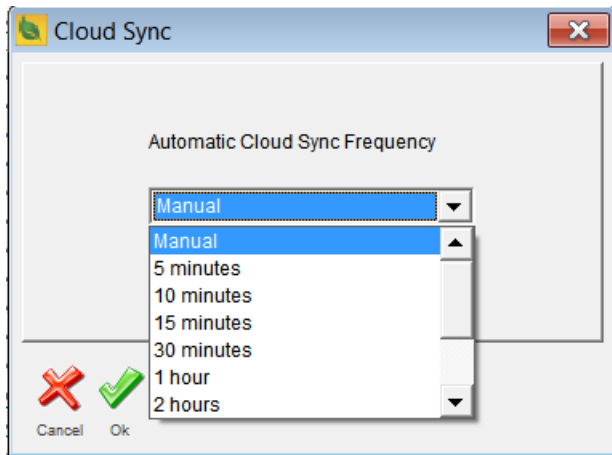 Cloud Sync
Automatic Cloud Sync Frequency
Manual
Manual
5 minutes
10 minutes
15 minutes
30 minutes
1 hour
2 hours
Cancel Ok